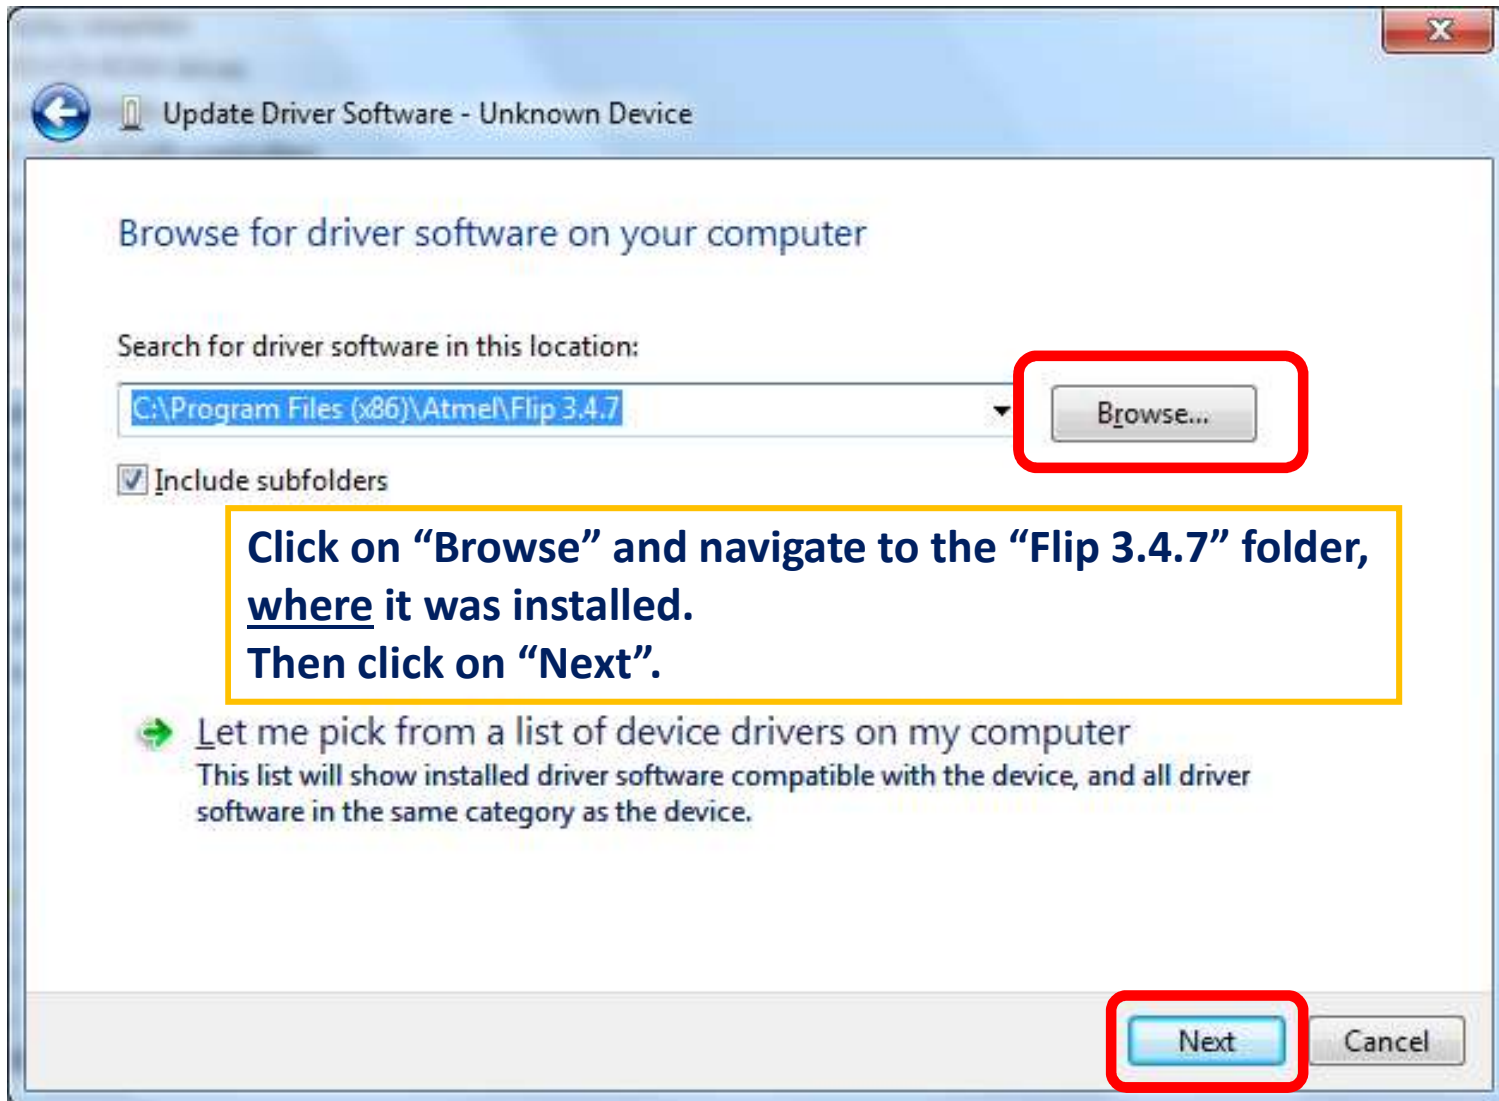 Update Driver Software - Unknown Device
Browse for driver software on your computer
Search for driver software in this location:
C:\Program Files (x86)\Atmel\Flip 3.4.7
Browse...
Include subfolders
Click on “Browse” and navigate to the “Flip 3.4.7” folder,
where it was installed.
Then click on “Next”.
Let me pick from a list of device drivers on my computer
This list will show installed driver software compatible with the device, and all driver
software in the same category as the device.
Next
Cancel